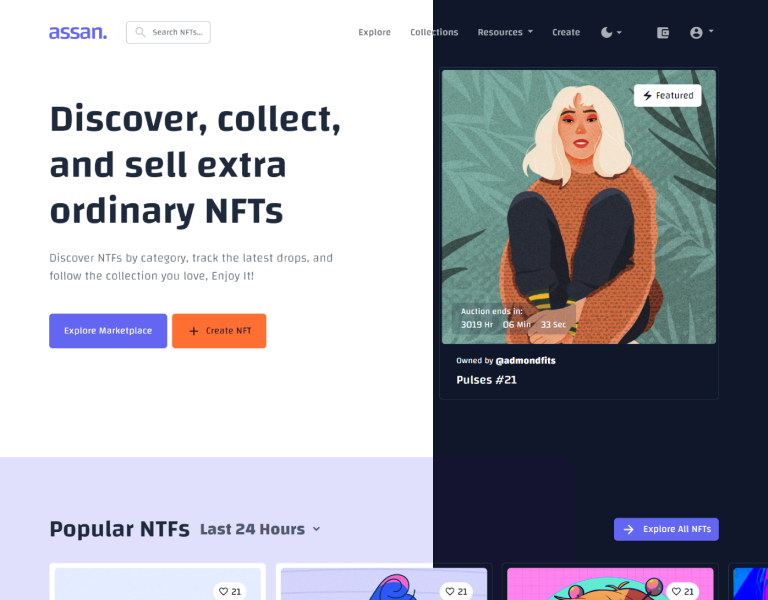 assan.
Search NFTs...
Explore
Collections
Resources
Create
Featured
Discover, collect,
and sell extra
ordinary NFTs
Discover NTFs by category, track the latest drops, and
follow the collection you love, Enjoy It!
Explore Marketplace
Create NFT
Auction ends in:
3019 Hr 06 Min 33 Sec
Owned by @admondfits
Pulses #21
Popular NTFs
Last 24 Hours
Explore All NFTs
21
21
21